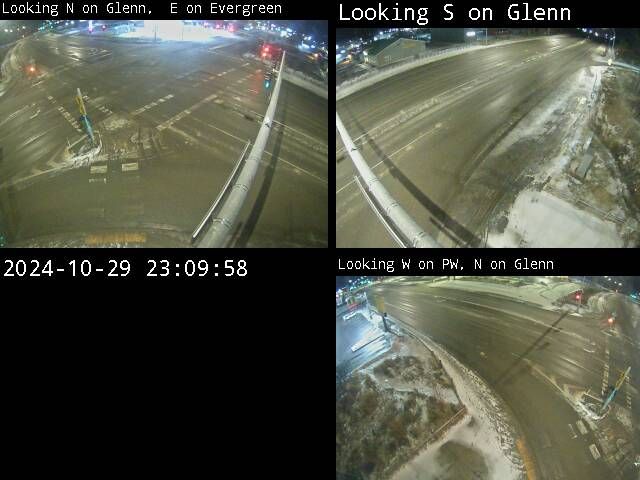 Looking N on Glenn,  E on Evergreen
Looking S on Glenn
2024-10-29 23:09:58
Looking W on PW, N on Glenn